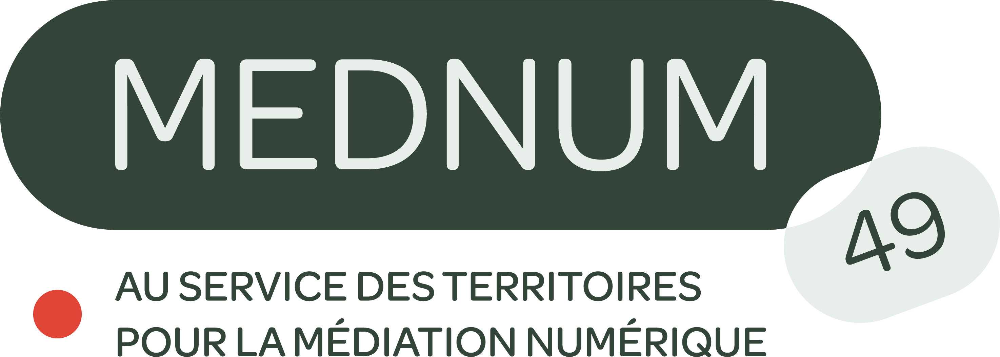 MEDNUM
49
AU SERVICE DES TERRITOIRES
POUR LA MÉDIATION NUMÉRIQUE